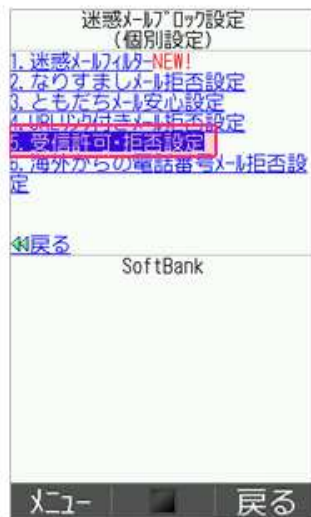 迷惑ﾒｰﾙﾌﾞﾛｯｸ設定
(個別設定)
1. 迷惑ﾒｰﾙﾌｨﾙﾀｰNEW!
2. なりすましﾒｰﾙ拒否設定
3. ともだちﾒｰﾙ安心設定
4. URLﾘﾝｸ付きﾒｰﾙ拒否設定
5. 受信許可･拒否設定
6. 海外からの電話番号ﾒｰﾙ拒否設
定
戻る
SoftBank
ﾒﾆｭｰ 戻る